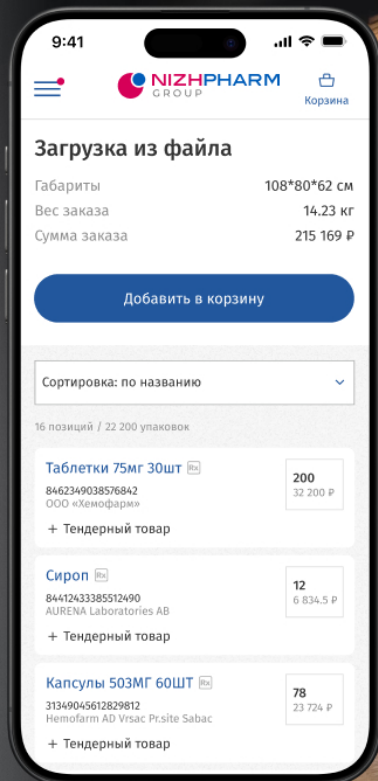 9:41
NIZHPHARM
GROUP
Корзина
Загрузка из файла
Габариты 108*80*62 см
Вес заказа 14.23 кг
Сумма заказа 215 169 ₽
Добавить в корзину
Сортировка: по названию
16 позиций / 22 200 упаковок
Таблетки 75мг 30шт Rx
200
8462349038576842
32 200 ₽
ООО «Хемофарм»
+ Тендерный товар
Сироп Rx
12
84412433385512490
6 834.5 ₽
AURENA Laboratories AB
+ Тендерный товар
Капсулы 503МГ 60ШТ Rx
78
31349045612829812
23 724 ₽
Hemofarm AD Vrsac Pr.site Sabac
+ Тендерный товар